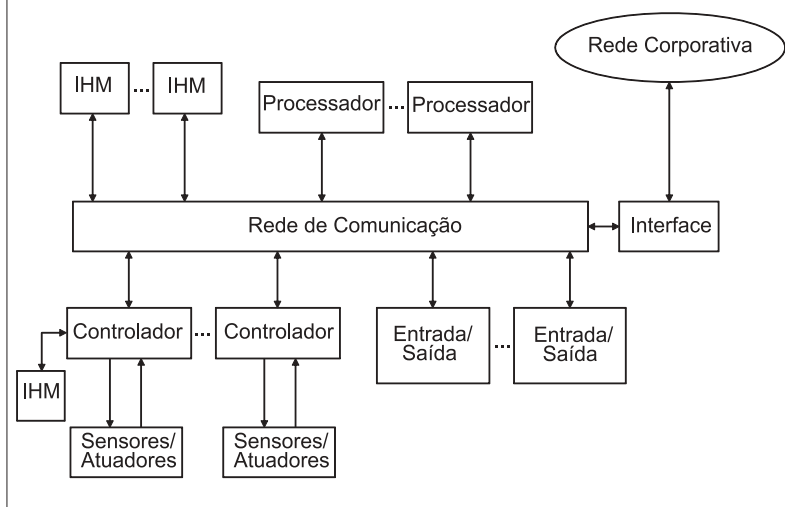 Rede Corporativa
IHM ... IHM
Processador ... Processador
Rede de Comunicação
Interface
Controlador ... Controlador
Entrada/
Saída
...
Entrada/
Saída
IHM
Sensores/
Atuadores
Sensores/
Atuadores